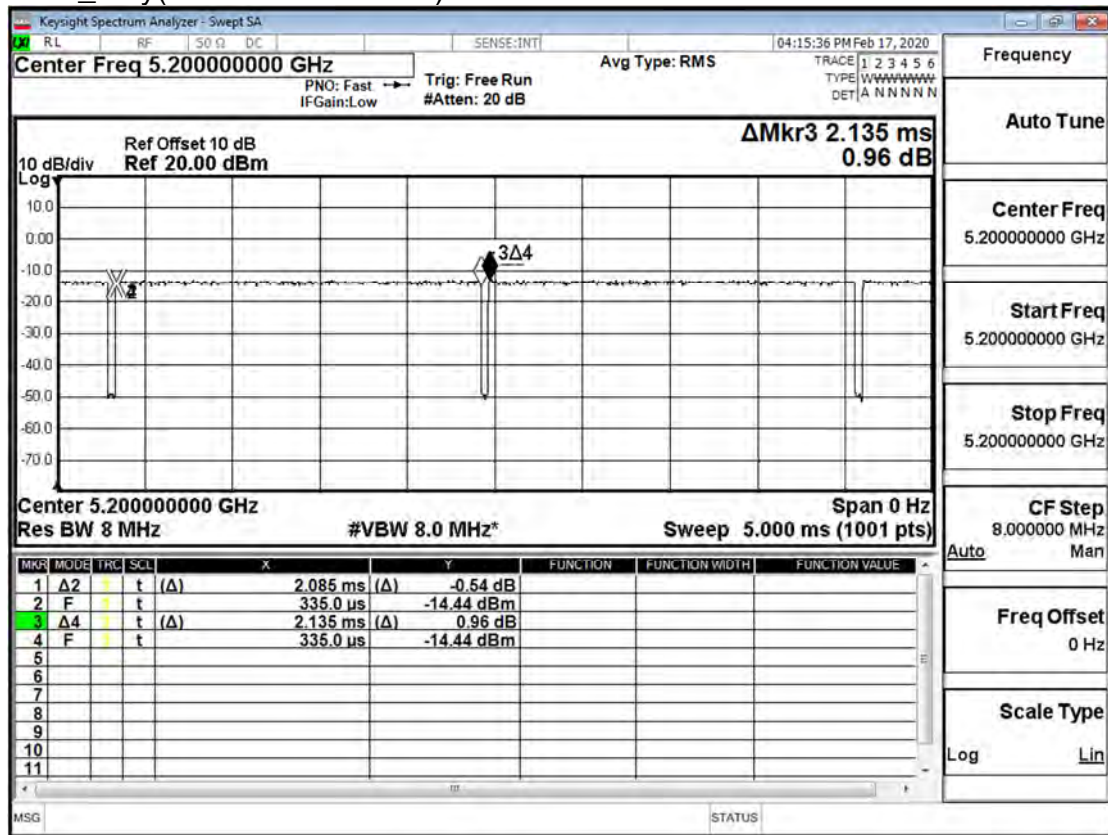 Keysight Spectrum Analyzer - Swept SA
LXI RL RF 50 Ω DC SENSE:INT 04:15:36 PM Feb 17, 2020
Center Freq 5.200000000 GHz
Avg Type: RMS
TRACE 1 2 3 4 5 6
TYPE WWWWWW
DET A N N N N N
PNO: Fast
IFGain:Low
Trig: Free Run
#Atten: 20 dB
ΔMkr3 2.135 ms
0.96 dB
Ref Offset 10 dB
10 dB/div Ref 20.00 dBm
Log
10.0
0.00
-10.0
-20.0
-30.0
-40.0
-50.0
-60.0
-70.0
3Δ4
Center 5.2000000000 GHz Span 0 Hz
Res BW 8 MHz #VBW 8.0 MHz* Sweep 5.000 ms (1001 pts)
MKR MODE TRC SCL X Y FUNCTION FUNCTION WIDTH FUNCTION VALUE
1 Δ2 1 t (Δ) 2.085 ms (Δ) -0.54 dB
2 F 1 t 335.0 µs -14.44 dBm
3 Δ4 1 t (Δ) 2.135 ms (Δ) 0.96 dB
4 F 1 t 335.0 µs -14.44 dBm
5
6
7
8
9
10
11
MSG STATUS
Frequency
Auto Tune
Center Freq
5.200000000 GHz
Start Freq
5.200000000 GHz
Stop Freq
5.200000000 GHz
CF Step
8.000000 MHz
Auto Man
Freq Offset
0 Hz
Scale Type
Log Lin